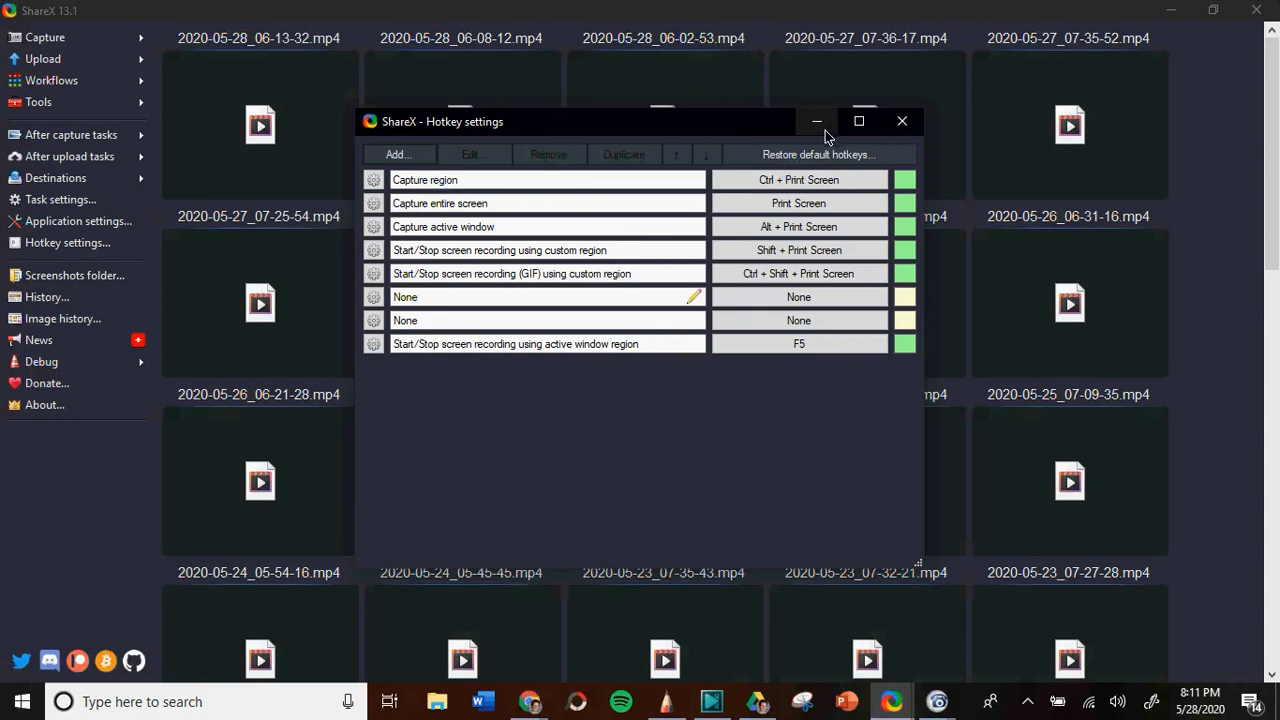 ShareX 13.1
Capture
Upload
Workflows
Tools
After capture tasks
After upload tasks
Destinations
Task settings...
Application settings...
Hotkey settings...
Screenshots folder...
History...
Image history...
News
+
Debug
Donate...
About...
2020-05-28_06-13-32.mp4
2020-05-28_06-08-12.mp4
2020-05-28_06-02-53.mp4
2020-05-27_07-36-17.mp4
2020-05-27_07-35-52.mp4
ShareX - Hotkey settings
Add...
Edit...
Remove
Duplicate
↑
↓
Restore default hotkeys...
Capture region
Ctrl + Print Screen
Capture entire screen
Print Screen
Capture active window
Alt + Print Screen
Start/Stop screen recording using custom region
Shift + Print Screen
Start/Stop screen recording (GIF) using custom region
Ctrl + Shift + Print Screen
None
None
None
None
Start/Stop screen recording using active window region
F5
2020-05-27_07-25-54.mp4
2020-05-26_06-31-16.mp4
2020-05-26_06-21-28.mp4
mp4
2020-05-25_07-09-35.mp4
2020-05-24_05-54-16.mp4
2020-05-24_05-45-45.mp4
2020-05-23_07-35-43.mp4
2020-05-23_07-32-21.mp4
2020-05-23_07-27-28.mp4
Type here to search
8:11 PM
5/28/2020
14